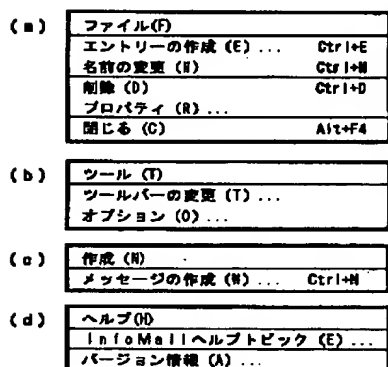 (a)
ファイル(F)
エントリーの作成 (E) ... Ctrl+E
名前の変更 (N) Ctrl+M
削除 (D) Ctrl+D
プロパティ (R) ...
閉じる (C) Alt+F4
(b)
ツール (T)
ツールバーの変更 (T) ...
オプション (O) ...
(c)
作成 (N)
メッセージの作成 (W) ... Ctrl+N
(d)
ヘルプ(H)
InfoMailヘルプトピック (E) ...
バージョン情報 (A) ...